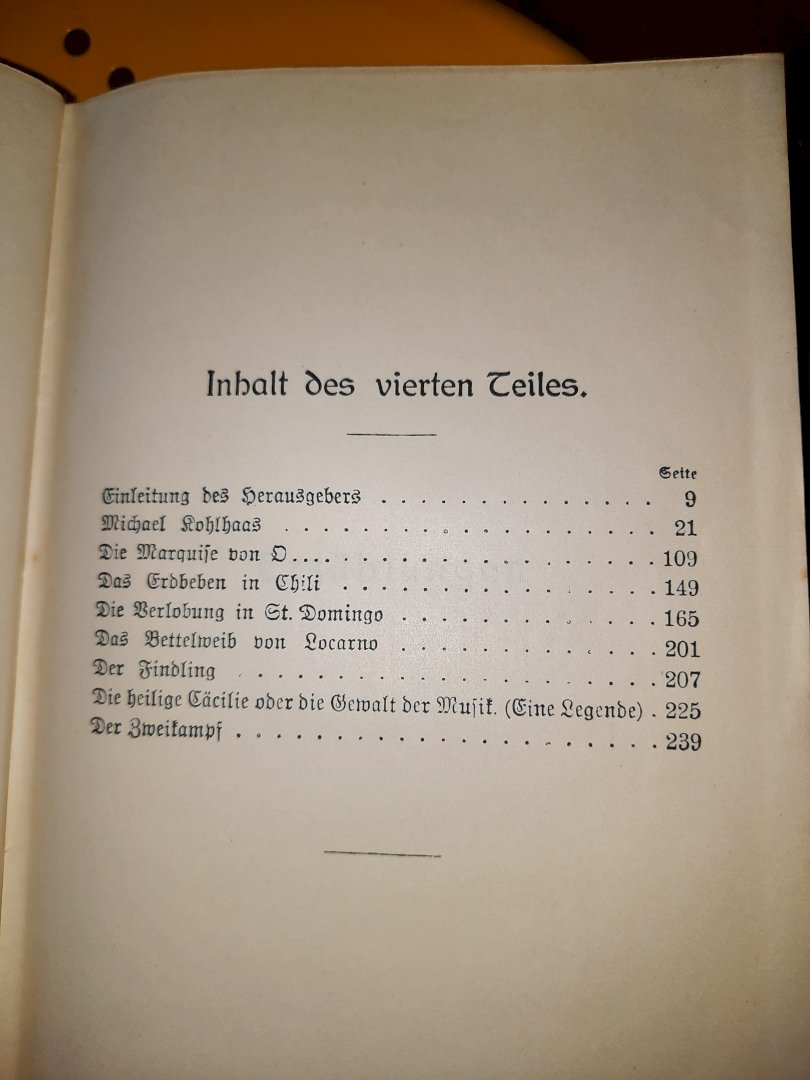 Inhalt des vierten Teiles.
Seite
Einleitung des Herausgebers . . . . . . . . . . . . . . 9
Michael Kohlhaas . . . . . . . . . . . . . . . . . 21
Die Marquiſe von O.... . . . . . . . . . . . . . . . 109
Das Erdbeben in Chili . . . . . . . . . . . . . . . 149
Die Verlobung in St. Domingo . . . . . . . . . . . . 165
Das Bettelweib von Locarno . . . . . . . . . . . . 201
Der Findling . . . . . . . . . . . . . . . . . . . 207
Die heilige Cäcilie oder die Gewalt der Muſik. (Eine Legende) . 225
Der Zweikampf . . . . . . . . . . . . . . . . . . . 239